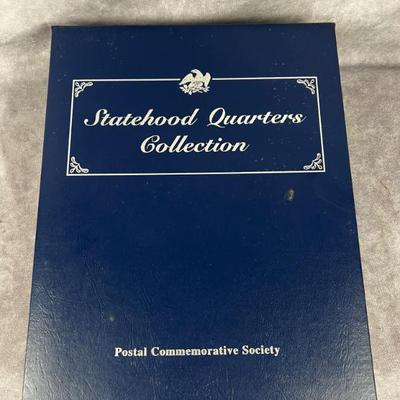 Statehood Quarters
Collection
Postal Commemorative Society